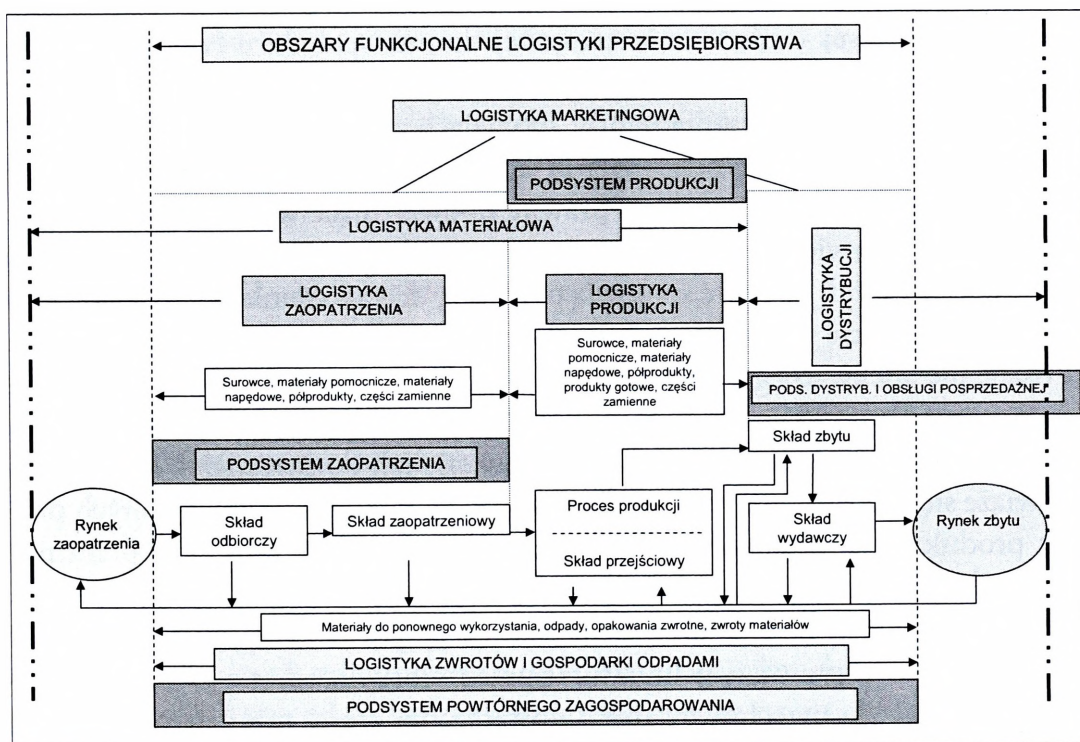 OBSZARY FUNKCJONALNE LOGISTYKI PRZEDSIĘBIORSTWA
LOGISTYKA MARKETINGOWA
PODSYSTEM PRODUKCJI
LOGISTYKA MATERIAŁOWA
LOGISTYKA
ZAOPATRZENIA
LOGISTYKA
PRODUKCJI
LOGISTYKA
DYSTRYBUCJI
Surowce, materiały pomocnicze, materiały
napędowe, półprodukty, części zamienne
Surowce, materiały
pomocnicze, materiały
napędowe, półprodukty,
produkty gotowe, części
zamienne
PODS. DYSTRYB. I OBSŁUGI POSPRZEDAŻNEJ
PODSYSTEM ZAOPATRZENIA
Skład zbytu
Rynek
zaopatrzenia
Skład
odbiorczy
Skład zaopatrzeniowy
Proces produkcji
Skład przejściowy
Skład
wydawczy
Rynek zbytu
Materiały do ponownego wykorzystania, odpady, opakowania zwrotne, zwroty materiałów
LOGISTYKA ZWROTÓW I GOSPODARKI ODPADAMI
PODSYSTEM POWTÓRNEGO ZAGOSPODAROWANIA